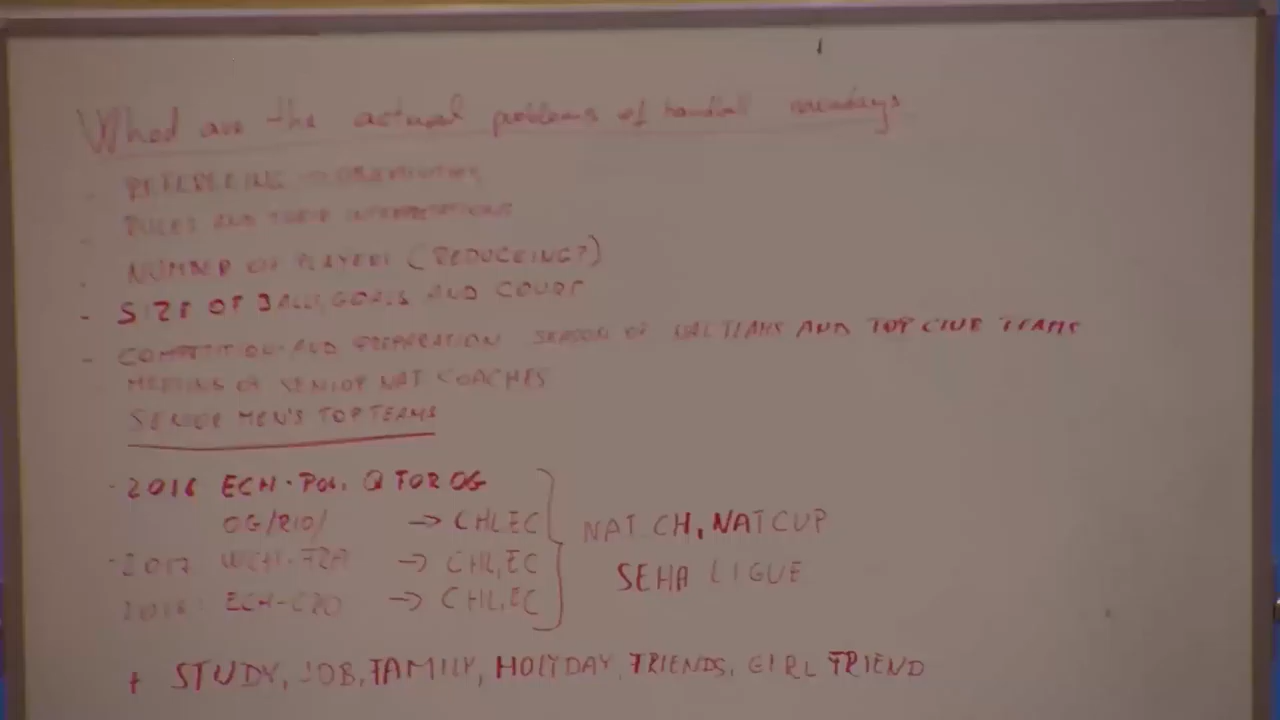 What are the actual problems of handball nowdays
- REFEREEING
- RULES AND THEIR INTERPRETATIONS
- NUMBER OF PLAYERS (REDUCEING?)
- SIZE OF BALL, GOALS AND COURT
- COMPETITION AND PREPARATION SEASON OF NAT. TEAMS AND TOP CLUB TEAMS
MEETING OF SENIOR NAT COACHES
SENIOR MEN'S TOP TEAMS
· 2016 ECH · POL. Q FOR OG
OG/RIO/ → CHL, EC
· 2017 WCH · FRA → CHL, EC
2018 ECH - CRO → CHL, EC
NAT CH, NAT CUP
SEHA LIGUE
+ STUDY, JOB, FAMILY, HOLYDAY, FRIENDS, GIRL FRIEND